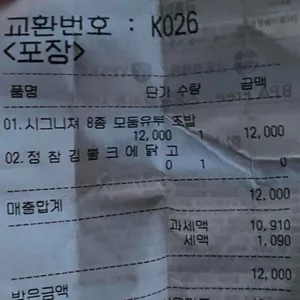 교환번호 : K026
<포장>
품명 단가 수량 금액
01.시그니쳐 8종 모둠유부 초밥
12,000 1 12,000
02.정참김불크에닭고
0 1 0
매출합계 12,000
과세액 10,910
세액 1,090
12,000
받은금액